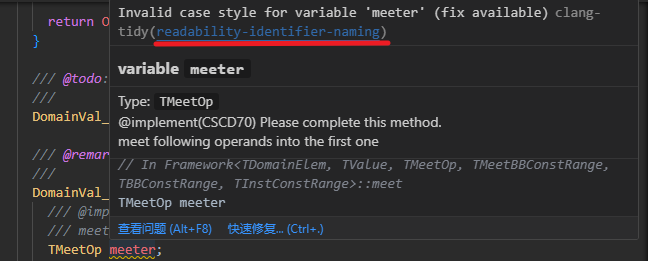 Invalid case style for variable 'meeter' (fix available) clang-
tidy(readability-identifier-naming)
return O
}
variable meeter
/// @todo:
///
Type: TMeetOp
DomainVal_
@implement(CSCD70) Please complete this method.
meet following operands into the first one
/// @remar
// In Framework<TDomainElem, TValue, TMeetOp, TMeetBBConstRange,
///
TBBConstRange, TInstConstRange>::meet
DomainVal_
TMeetOp meeter
/// @imp
/// meet
查看问题 (Alt+F8) 快速修复... (Ctrl+.)
TMeetOp meeter;